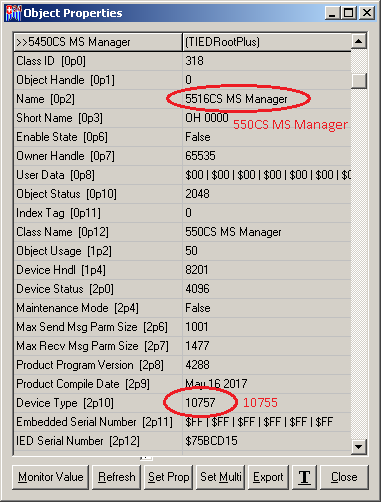 Object Properties
>>5450CS MS Manager (TIEDRootPlus)
Class ID [0p0] 318
Object Handle [0p1] 0
Name [0p2] 5516CS MS Manager
Short Name [0p3] OH 0000 550CS MS Manager
Enable State [0p6] False
Owner Handle [0p7] 65535
User Data [0p8] $00 | $00 | $00 | $00 | $00 | $0
Object Status [0p10] 2048
Index Tag [0p11] 0
Class Name [0p12] 550CS MS Manager
Object Usage [1p2] 50
Device Hndl [1p4] 8201
Device Status [2p0] 4096
Maintenance Mode [2p4] False
Max Send Msg Parm Size [2p6] 1001
Max Recv Msg Parm Size [2p7] 1477
Product Program Version [2p8] 4288
Product Compile Date [2p9] May 16 2017
Device Type [2p10] 10757 10755
Embedded Serial Number [2p11] $FF | $FF | $FF | $FF | $FF
IED Serial Number [2p12] $75BCD15
Monitor Value Refresh Set Prop Set Multi Export T Close